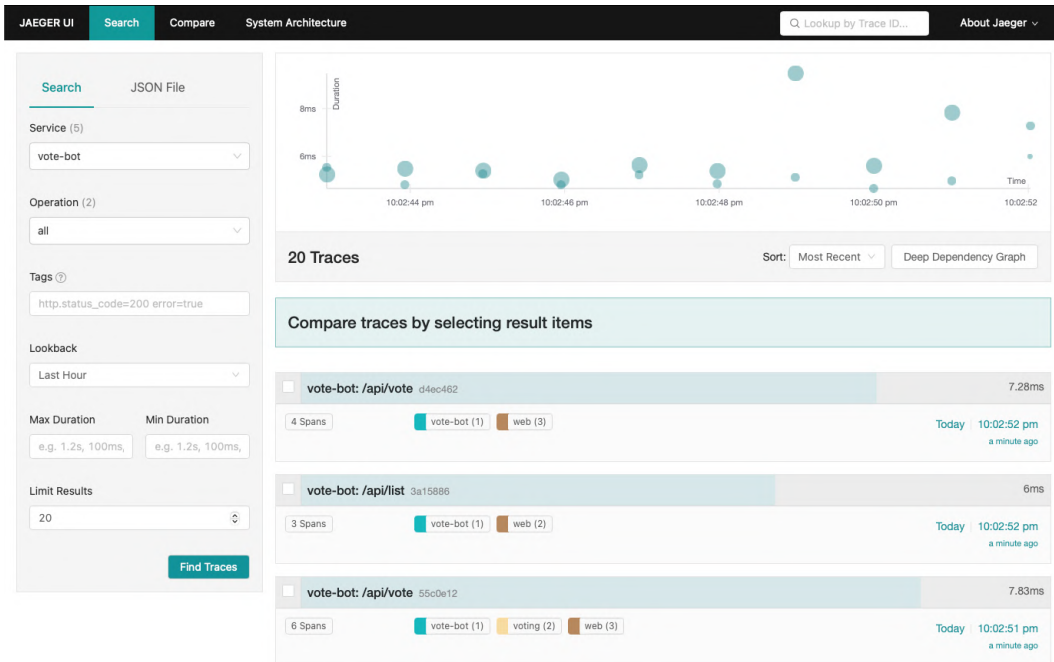 JAEGER UI Search Compare System Architecture Lookup by Trace ID... About Jaeger
Search JSON File
Service (5)
vote-bot
Operation (2)
all
Tags
http.status_code=200 error=true
Lookback
Last Hour
Max Duration Min Duration
e.g. 1.2s, 100ms, e.g. 1.2s, 100ms,
Limit Results
20
Find Traces
Duration
8ms
6ms
Time
10:02:44 pm 10:02:46 pm 10:02:48 pm 10:02:50 pm 10:02:52
20 Traces Sort: Most Recent Deep Dependency Graph
Compare traces by selecting result items
vote-bot: /api/vote d4ec462 7.28ms
4 Spans vote-bot (1) web (3) Today 10:02:52 pm
a minute ago
vote-bot: /api/list 3a15886 6ms
3 Spans vote-bot (1) web (2) Today 10:02:52 pm
a minute ago
vote-bot: /api/vote 55c0e12 7.83ms
6 Spans vote-bot (1) voting (2) web (3) Today 10:02:51 pm
a minute ago